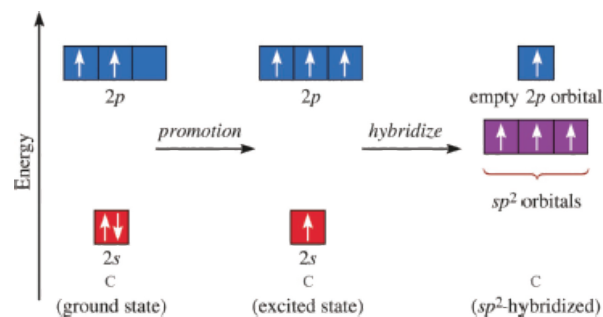 Energy
2p
promotion
2p
hybridize
empty 2p orbital
sp² orbitals
2s
C
(ground state)
2s
C
(excited state)
C
(sp²-hybridized)